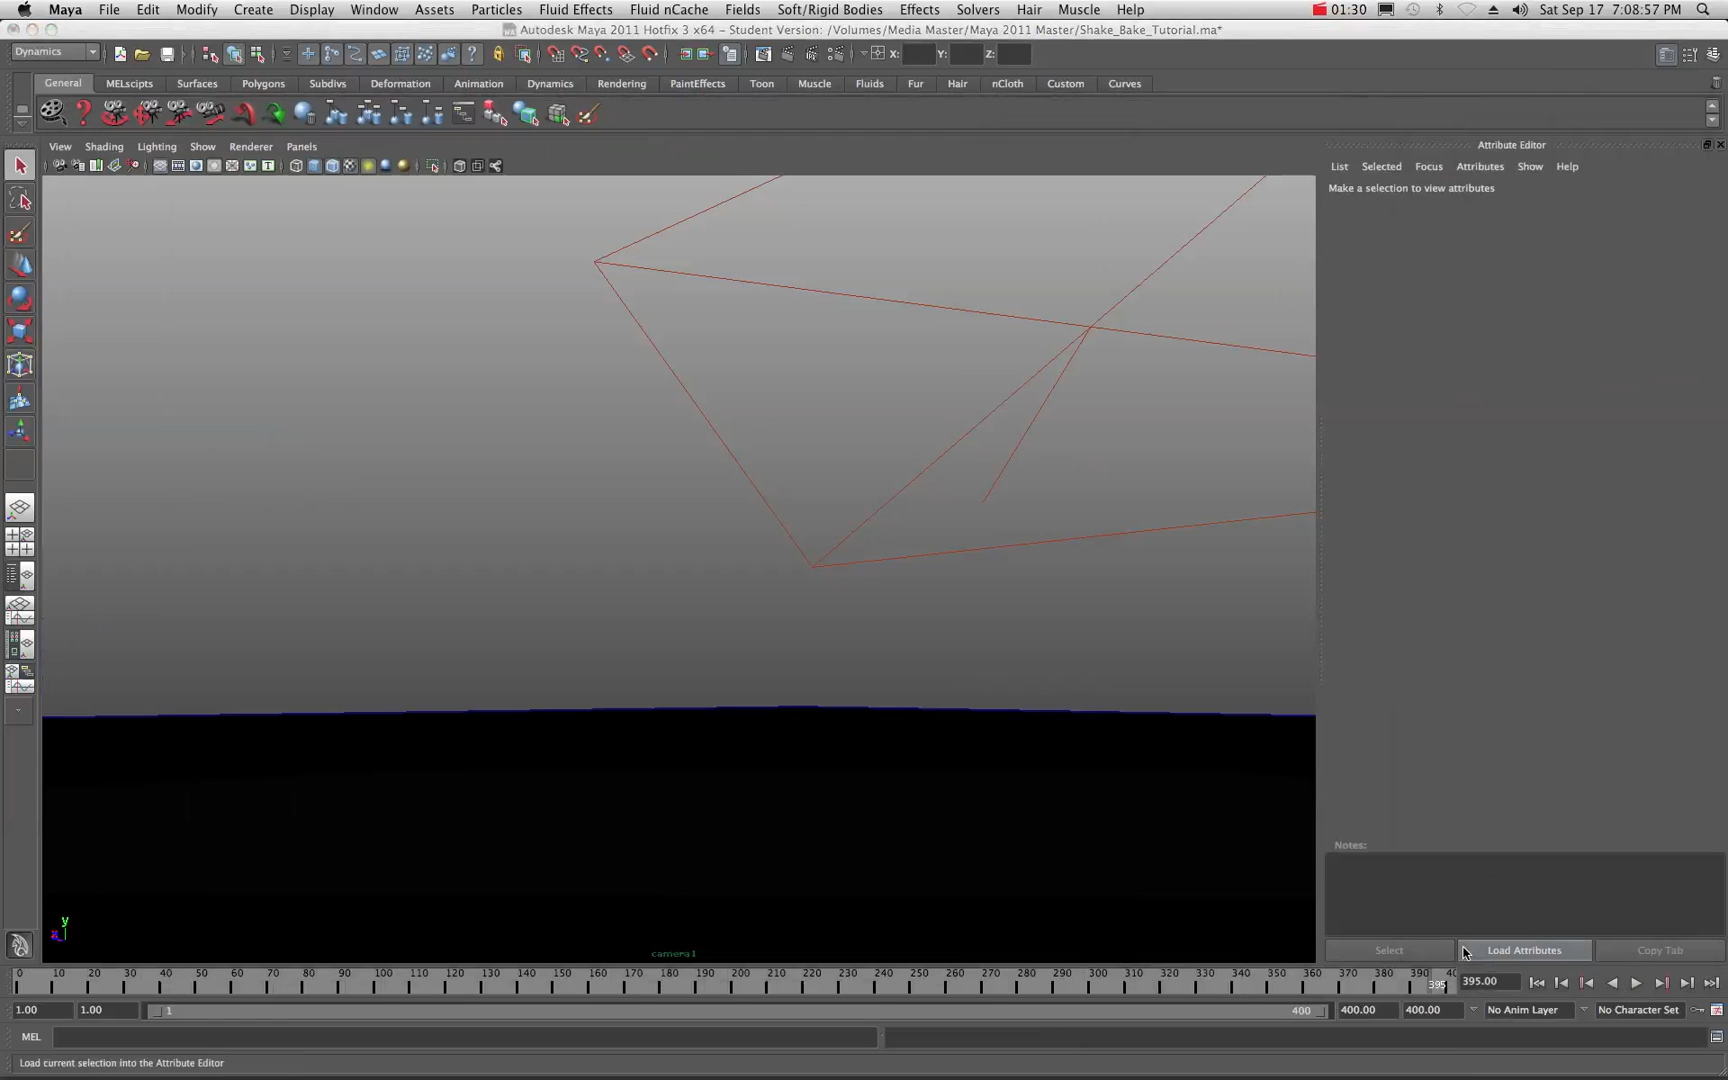 Maya File Edit Modify Create Display Window Assets Particles Fluid Effects Fluid nCache Fields Soft/Rigid Bodies Effects Solvers Hair Muscle Help 01:30 Sat Sep 17 7:08:57 PM
Autodesk Maya 2011 Hotfix 3 x64 – Student Version: /Volumes/Media Master/Maya 2011 Master/Shake_Bake_Tutorial.ma*
Dynamics X: Y: Z:
General MELscipts Surfaces Polygons Subdivs Deformation Animation Dynamics Rendering PaintEffects Toon Muscle Fluids Fur Hair nCloth Custom Curves
View Shading Lighting Show Renderer Panels
Attribute Editor
List Selected Focus Attributes Show Help
Make a selection to view attributes
Notes:
y
x
camera1
Select Load Attributes Copy Tab
0 10 20 30 40 50 60 70 80 90 100 110 120 130 140 150 160 170 180 190 200 210 220 230 240 250 260 270 280 290 300 310 320 330 340 350 360 370 380 390 40
395 395.00
1.00 1.00 1 400 400.00 400.00 No Anim Layer No Character Set
MEL
Load current selection into the Attribute Editor